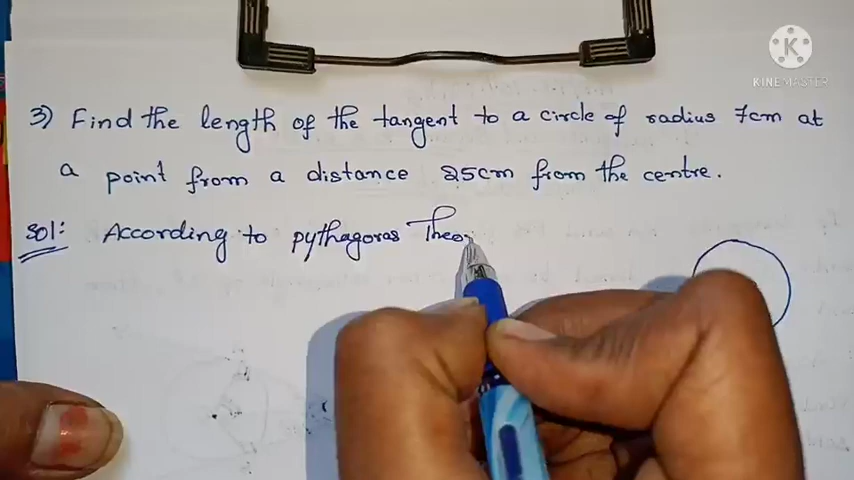 KINEMASTER
3) Find the length of the tangent to a circle of radius 7cm at
a point from a distance 25cm from the centre.
Sol: According to pythagoras Theo